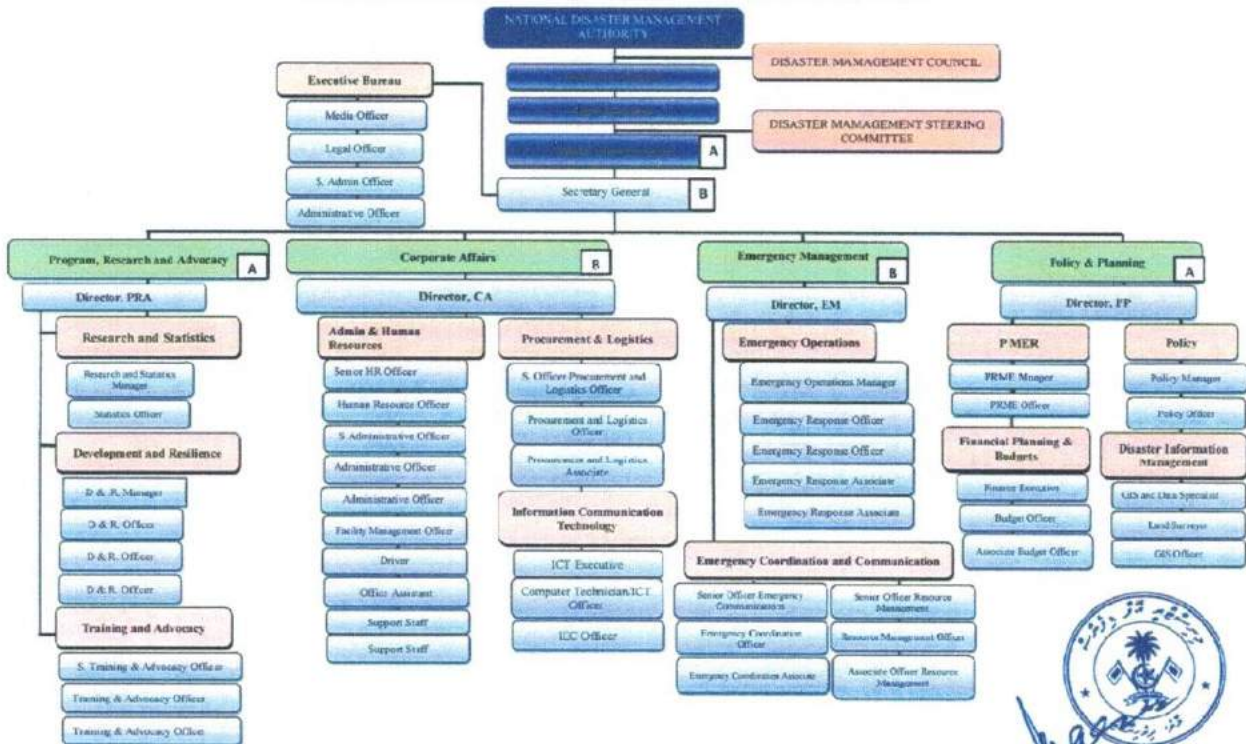 NATIONAL DISASTER MANAGEMENT
AUTHORITY
DISASTER MAMAGEMENT COUNCIL
Executive Bureau
Media Officer
Legal Officer
S. Admin Officer
Administrative Officer
DISASTER MAMAGEMENT STEERING
COMMITTEE
A
Secretary General
B
Program, Research and Advocacy
A
Director, PRA
Research and Statistics
Research and Statistics
Manager
Statistics Officer
Development and Resilience
D & .R. Manager
D & R. Officer
D & R. Officer
D & R. Officer
Training and Advocacy
S. Training & Advocacy Officer
Training & Advocacy Officer
Training & Advocacy Officer
Corporate Affairs
B
Director, CA
Admin & Human
Resources
Senior HR Officer
Human Resource Officer
S Administrative Officer
Administrative Officer
Administrative Officer
Facility Management Officer
Driver
Office Assistant
Support Staff
Support Staff
Procurement & Logistics
S. Officer Procurement and
Logistics Officer
Procurement and Logistics
Officer
Procurement and Logistics
Associate
Information Communication
Technology
ICT Executive
Computer Technician/ICT
Officer
IEC Officer
Emergency Management
B
Director, EM
Emergency Operations
Emergency Operations Manager
Emergency Response Officer
Emergency Response Officer
Emergency Response Associate
Emergency Response Associate
Emergency Coordination and Communication
Senior Officer Emergency
Communications
Emergency Coordination
Officer
Emergency Coordination Associate
Senior Officer Resource
Management
Resource Management Officer
Associate Officer Resource
Management
Policy & Planning
A
Director, PP
PMER
PRME Manger
PRME Officer
Financial Planning &
Budgets
Finance Executive
Budget Officer
Associate Budget Officer
Policy
Policy Manager
Policy Officer
Disaster Information
Management
GIS and Data Specialist
Land Surveyor
GIS Officer